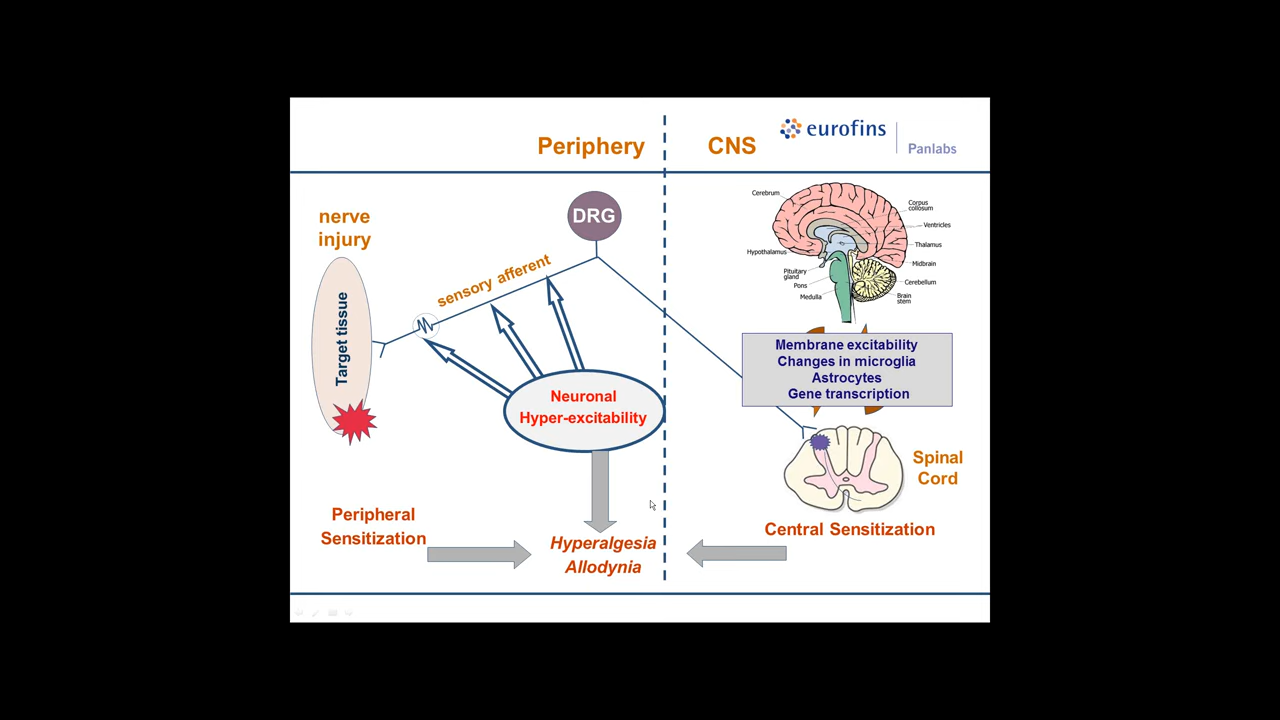 Periphery
CNS
eurofins
Panlabs
nerve
injury
Target tissue
sensory afferent
DRG
Neuronal
Hyper-excitability
Peripheral
Sensitization
Hyperalgesia
Allodynia
Cerebrum
Corpus
collosum
Ventricles
Thalamus
Hypothalamus
Midbrain
Pituitary
gland
Cerebellum
Pons
Medulla
Brain
stem
Membrane excitability
Changes in microglia
Astrocytes
Gene transcription
Spinal
Cord
Central Sensitization